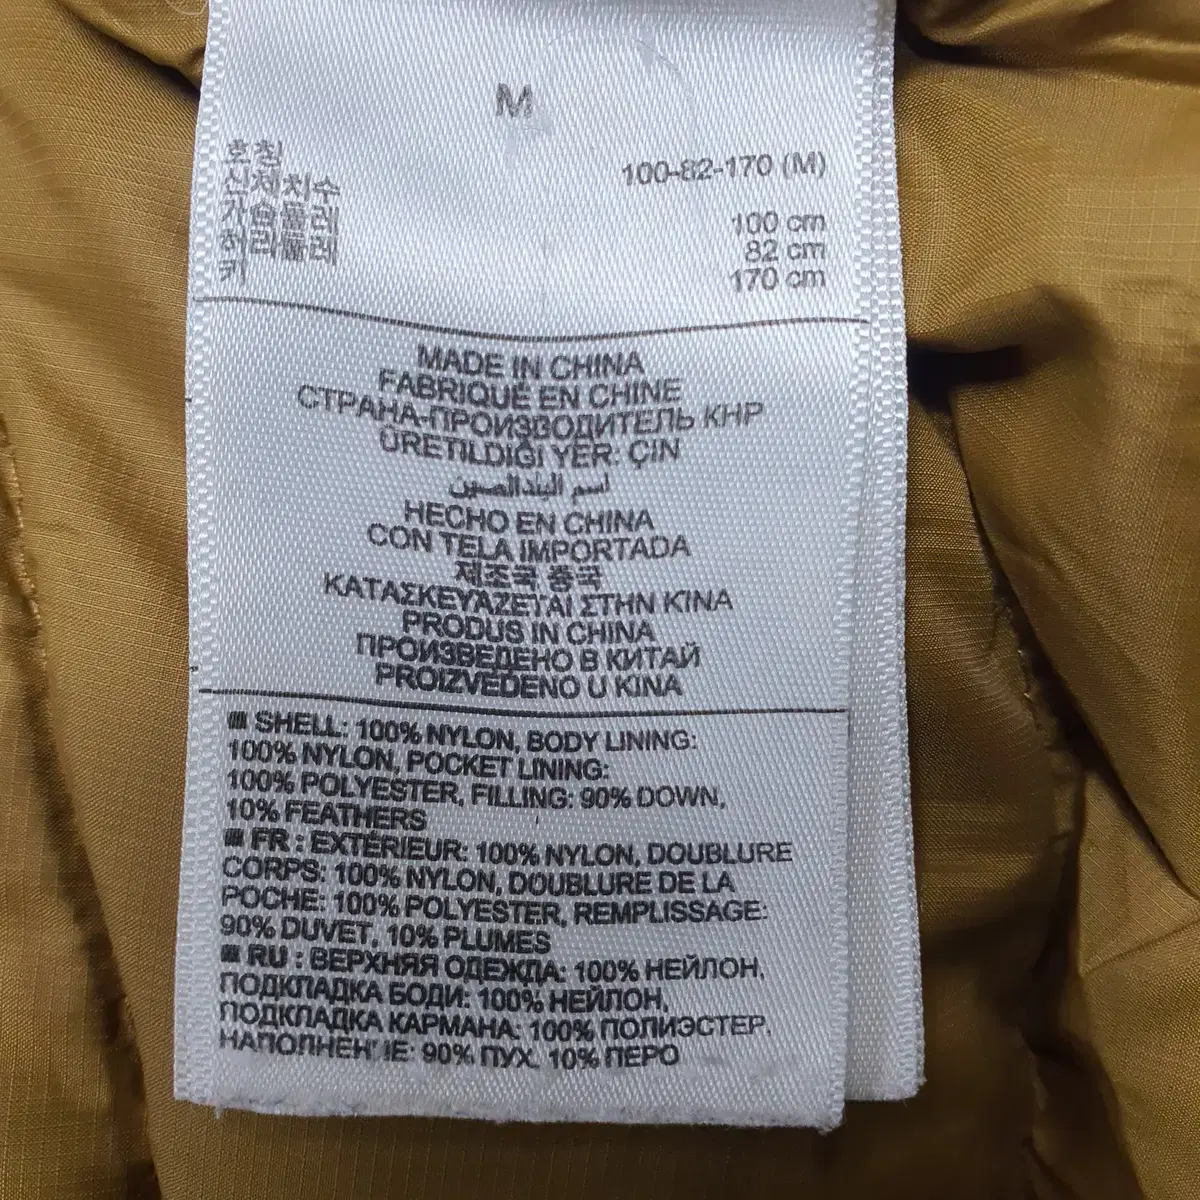 M
호칭 100-82-170 (M)
신체치수
가슴둘레 100 cm
허리둘레 82 cm
키 170 cm
MADE IN CHINA
FABRIQUÉ EN CHINE
СТРАНА-ПРОИЗВОДИТЕЛЬ КНР
ÜRETILDIĞI YER: ÇIN
اسم البلدالصين
HECHO EN CHINA
CON TELA IMPORTADA
제조국 중국
ΚΑΤΑΣΚΕΥΑΖΕΤΑΙ ΣΤΗΝ ΚΙΝΑ
PRODUS IN CHINA
ПРОИЗВЕДЕНО В КИТАЙ
PROIZVEDENO U KINA
■ SHELL: 100% NYLON, BODY LINING:
100% NYLON, POCKET LINING:
100% POLYESTER, FILLING: 90% DOWN,
10% FEATHERS
■ FR : EXTÉRIEUR: 100% NYLON, DOUBLURE
CORPS: 100% NYLON, DOUBLURE DE LA
POCHE: 100% POLYESTER, REMPLISSAGE:
90% DUVET, 10% PLUMES
■ RU : ВЕРХНЯЯ ОДЕЖДА: 100% НЕЙЛОН,
ПОДКЛАДКА БОДИ: 100% НЕЙЛОН,
ПОДКЛАДКА КАРМАНА: 100% ПОЛИЭСТЕР,
НАПОЛНЕНИЕ: 90% ПУХ, 10% ПЕРО